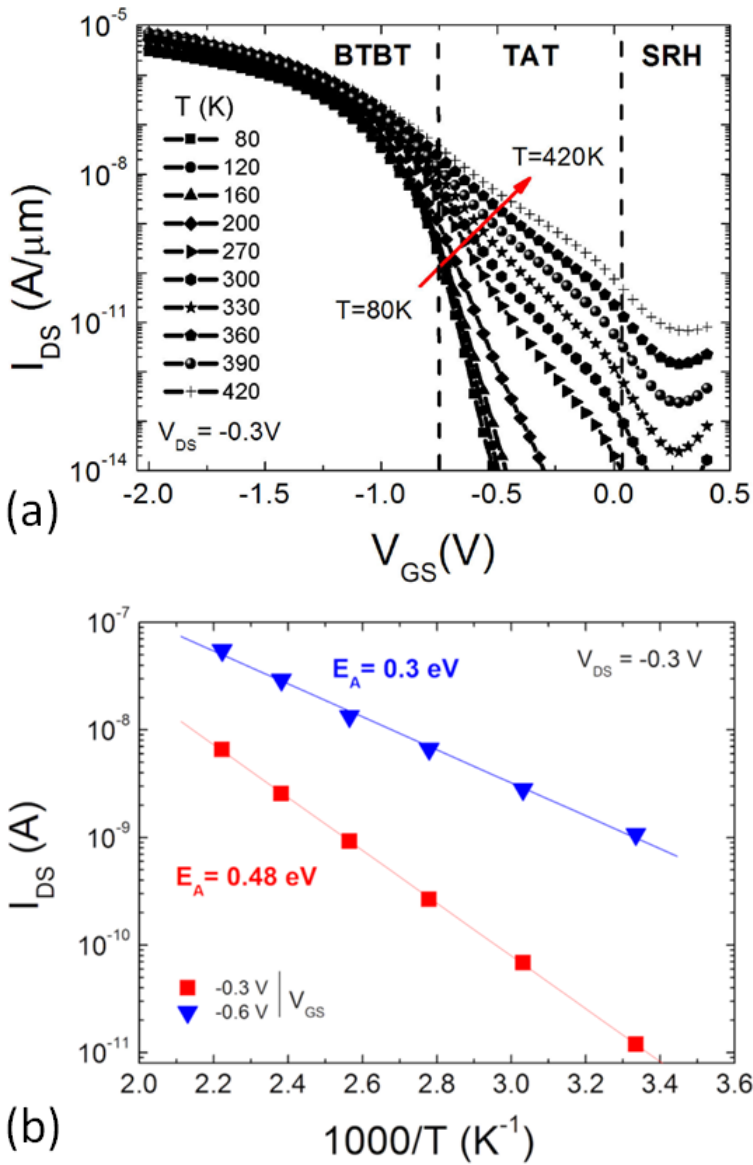 10⁻⁵
BTBT TAT SRH
T (K)
80
120
160
200
270
300
330
360
390
420
T=420K
T=80K
10⁻⁸
10⁻¹¹
10⁻¹⁴
V_DS = -0.3V
I_DS (A/μm)
-2.0 -1.5 -1.0 -0.5 0.0 0.5
(a)
V_GS(V)
10⁻⁷
E_A= 0.3 eV
V_DS = -0.3 V
10⁻⁸
10⁻⁹
I_DS (A)
E_A= 0.48 eV
10⁻¹⁰
-0.3 V
-0.6 V
V_GS
10⁻¹¹
2.0 2.2 2.4 2.6 2.8 3.0 3.2 3.4 3.6
(b)
1000/T (K⁻¹)